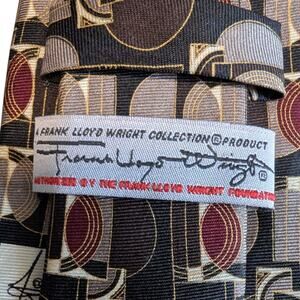 A FRANK LLOYD WRIGHT COLLECTION® PRODUCT
Frank Lloyd Wright ®
AUTHORIZED BY THE FRANK LLOYD WRIGHT FOUNDATION